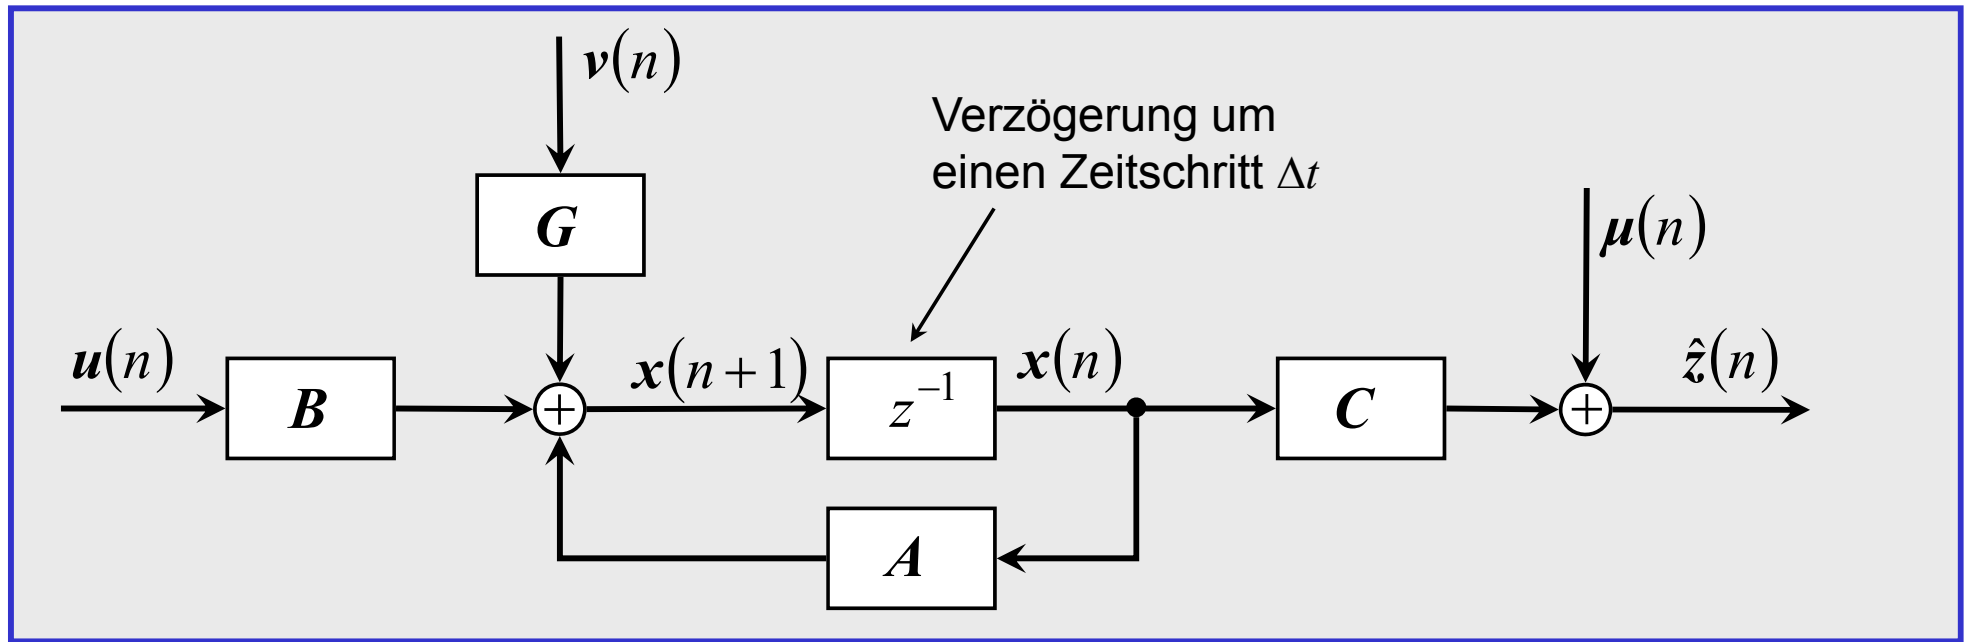 v(n)
Verzögerung um
einen Zeitschritt Δt
G
μ(n)
u(n)
B
+
x(n+1)
z⁻¹
x(n)
C
+
ẑ(n)
A